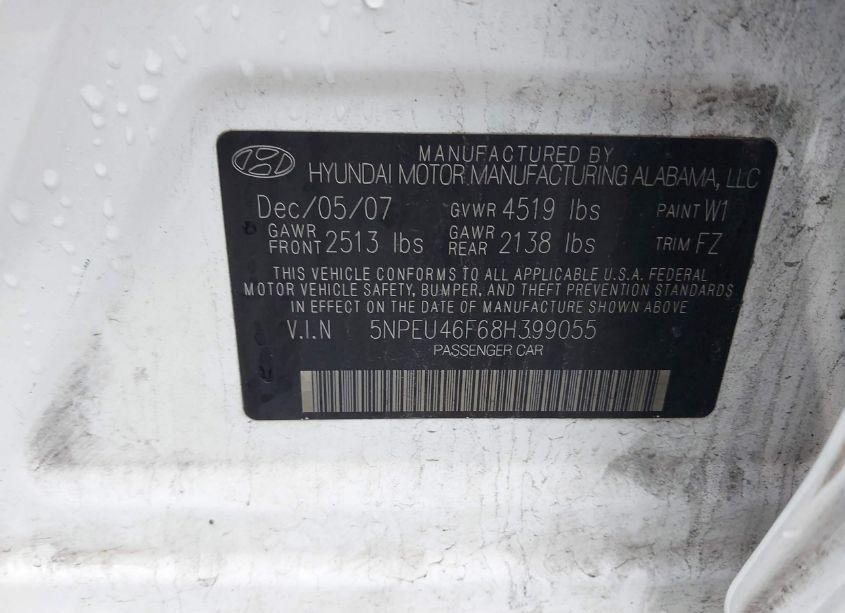 MANUFACTURED BY
HYUNDAI MOTOR MANUFACTURING ALABAMA, LLC
Dec/05/07 GVWR 4519 lbs PAINT W1
GAWR FRONT 2513 lbs GAWR REAR 2138 lbs TRIM FZ
THIS VEHICLE CONFORMS TO ALL APPLICABLE U.S.A. FEDERAL
MOTOR VEHICLE SAFETY, BUMPER, AND THEFT PREVENTION STANDARDS
IN EFFECT ON THE DATE OF MANUFACTURE SHOWN ABOVE
V.I.N 5NPEU46F68H399055
PASSENGER CAR